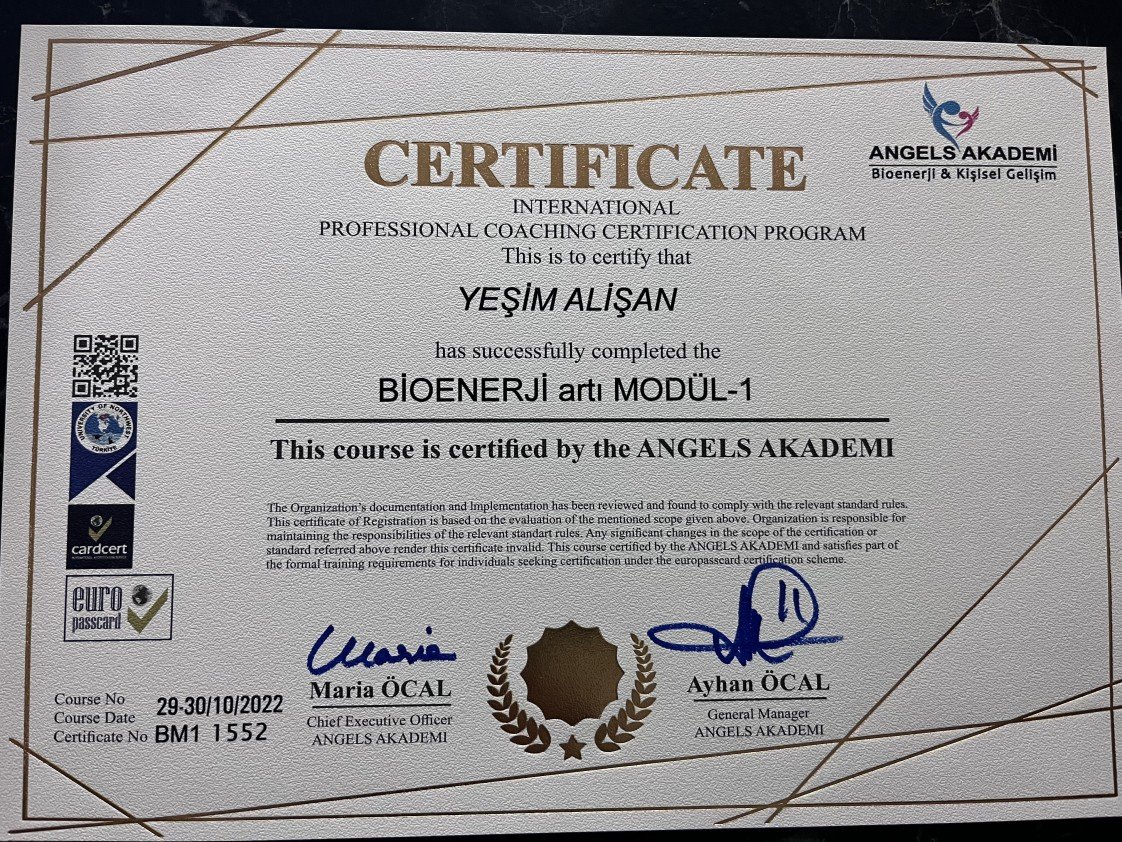 ANGELS AKADEMİ
Bioenerji & Kişisel Gelişim
CERTIFICATE
INTERNATIONAL
PROFESSIONAL COACHING CERTIFICATION PROGRAM
This is to certify that
YEŞİM ALİŞAN
has successfully completed the
BİOENERJİ artı MODÜL-1
This course is certified by the ANGELS AKADEMI
The Organization's documentation and Implementation has been reviewed and found to comply with the relevant standard rules.
This certificate of Registration is based on the evaluation of the mentioned scope given above. Organization is responsible for
maintaining the responsibilities of the relevant standart rules. Any significant changes in the scope of the certification or
standard referred above render this certificate invalid. This course certified by the ANGELS AKADEMI and satisfies part of
the formal training requirements for individuals seeking certification under the europasscard certification scheme.
UNIVERSITY OF NORTHWEST
TÜRKİYE
cardcert
euro
passcard
Maria
Maria ÖCAL
Chief Executive Officer
ANGELS AKADEMI
Ayhan ÖCAL
General Manager
ANGELS AKADEMI
Course No
Course Date 29-30/10/2022
Certificate No BM1 1552